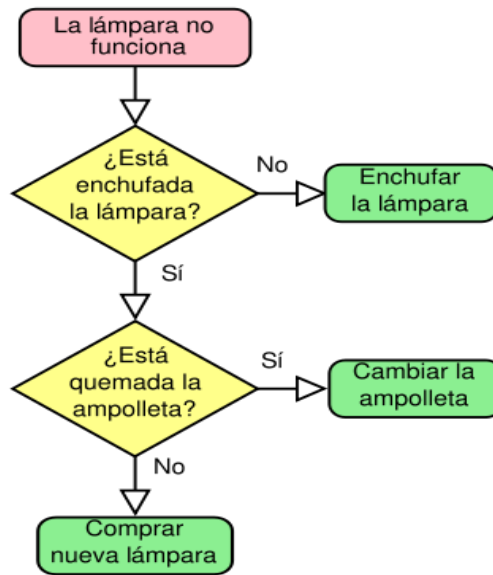 La lámpara no
funciona
¿Está
enchufada
la lámpara?
No
Enchufar
la lámpara
Sí
¿Está
quemada la
ampolleta?
Sí
Cambiar la
ampolleta
No
Comprar
nueva lámpara